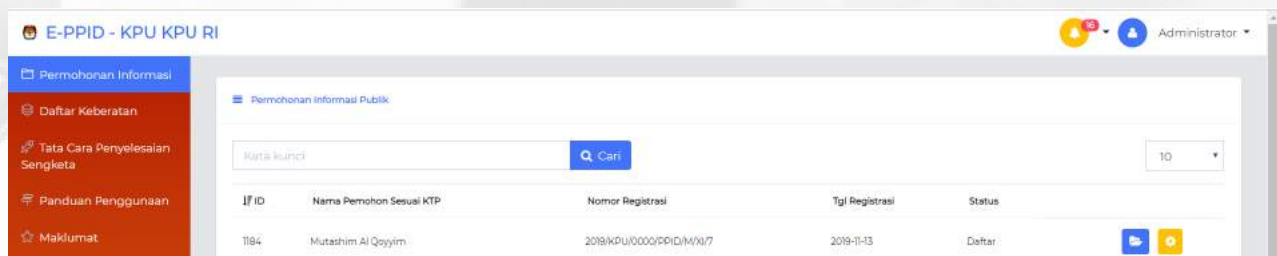 E-PPID - KPU KPU RI
16
Administrator
Permohonan Informasi
Daftar Keberatan
Tata Cara Penyelesaian
Sengketa
Panduan Penggunaan
Maklumat
Permohonan Informasi Publik
Kata kunci
Cari
10
ID Nama Pemohon Sesuai KTP Nomor Registrasi Tgl Registrasi Status
1184 Mutashim Al Qoyyim 2019/KPU/0000/PPID/M/XI/7 2019-11-13 Daftar